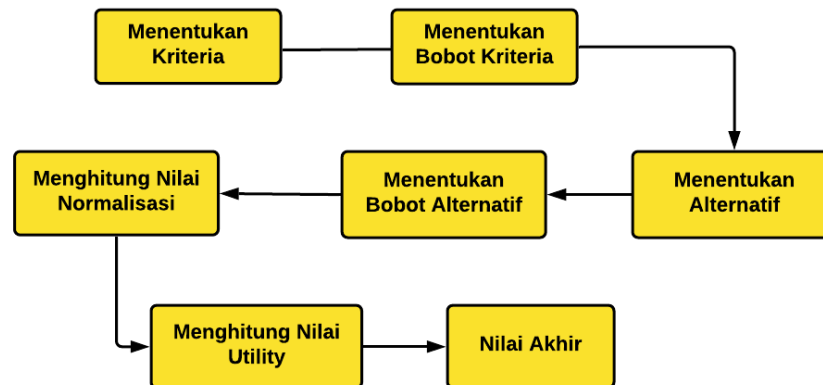 Menentukan
Kriteria
Menentukan
Bobot Kriteria
Menentukan
Alternatif
Menentukan
Bobot Alternatif
Menghitung Nilai
Normalisasi
Menghitung Nilai
Utility
Nilai Akhir